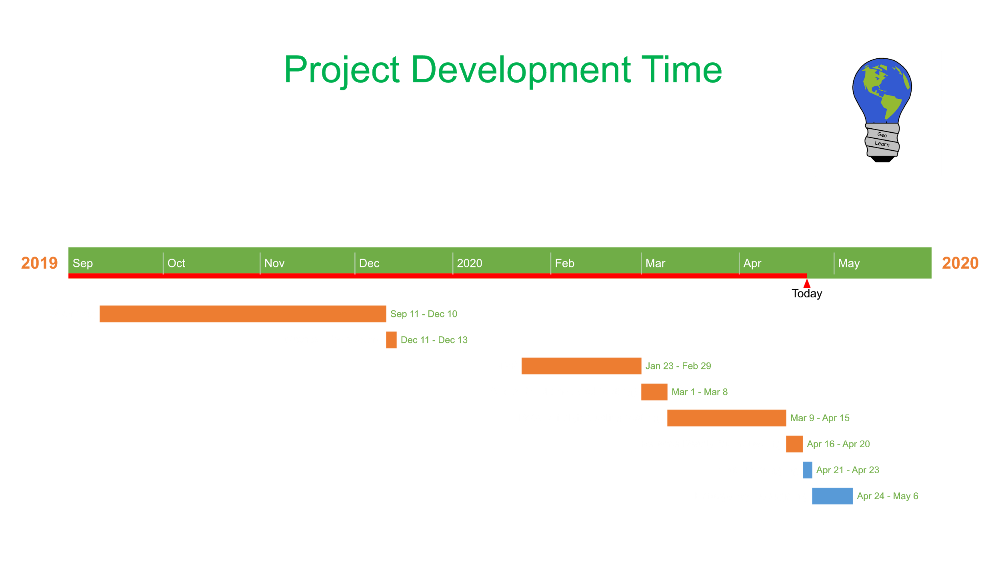 Project Development Time
Geo
Learn
2019
Sep Oct Nov Dec 2020 Feb Mar Apr May
2020
Today
Sep 11 - Dec 10
Dec 11 - Dec 13
Jan 23 - Feb 29
Mar 1 - Mar 8
Mar 9 - Apr 15
Apr 16 - Apr 20
Apr 21 - Apr 23
Apr 24 - May 6